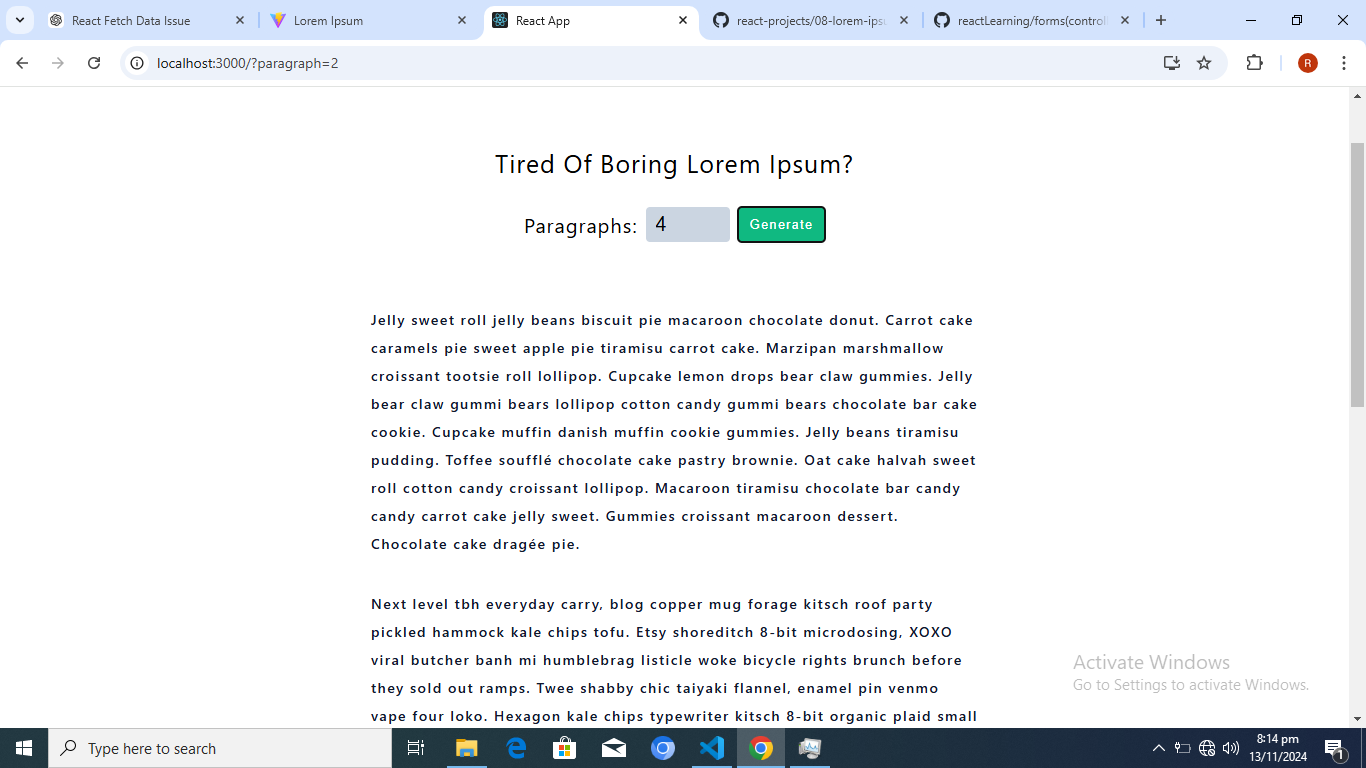 React Fetch Data Issue
Lorem Ipsum
React App
react-projects/08-lorem-ipsu
reactLearning/forms(control
localhost:3000/?paragraph=2
R
Tired Of Boring Lorem Ipsum?
Paragraphs: 4 Generate
Jelly sweet roll jelly beans biscuit pie macaroon chocolate donut. Carrot cake
caramels pie sweet apple pie tiramisu carrot cake. Marzipan marshmallow
croissant tootsie roll lollipop. Cupcake lemon drops bear claw gummies. Jelly
bear claw gummi bears lollipop cotton candy gummi bears chocolate bar cake
cookie. Cupcake muffin danish muffin cookie gummies. Jelly beans tiramisu
pudding. Toffee soufflé chocolate cake pastry brownie. Oat cake halvah sweet
roll cotton candy croissant lollipop. Macaroon tiramisu chocolate bar candy
candy carrot cake jelly sweet. Gummies croissant macaroon dessert.
Chocolate cake dragée pie.
Next level tbh everyday carry, blog copper mug forage kitsch roof party
pickled hammock kale chips tofu. Etsy shoreditch 8-bit microdosing, XOXO
viral butcher banh mi humblebrag listicle woke bicycle rights brunch before
they sold out ramps. Twee shabby chic taiyaki flannel, enamel pin venmo
vape four loko. Hexagon kale chips typewriter kitsch 8-bit organic plaid small
Activate Windows
Go to Settings to activate Windows.
Type here to search
8:14 pm
13/11/2024
1